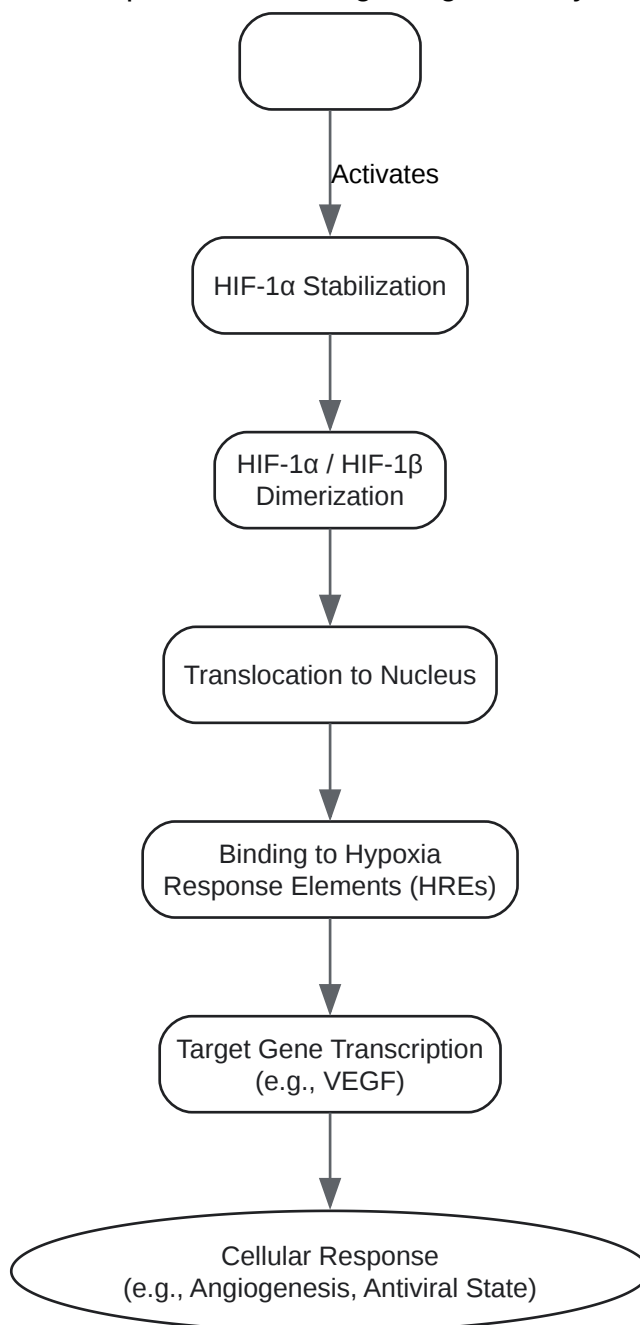 Activates
HIF-1α Stabilization
HIF-1α / HIF-1β
Dimerization
Translocation to Nucleus
Binding to Hypoxia
Response Elements (HREs)
Target Gene Transcription
(e.g., VEGF)
Cellular Response
(e.g., Angiogenesis, Antiviral State)